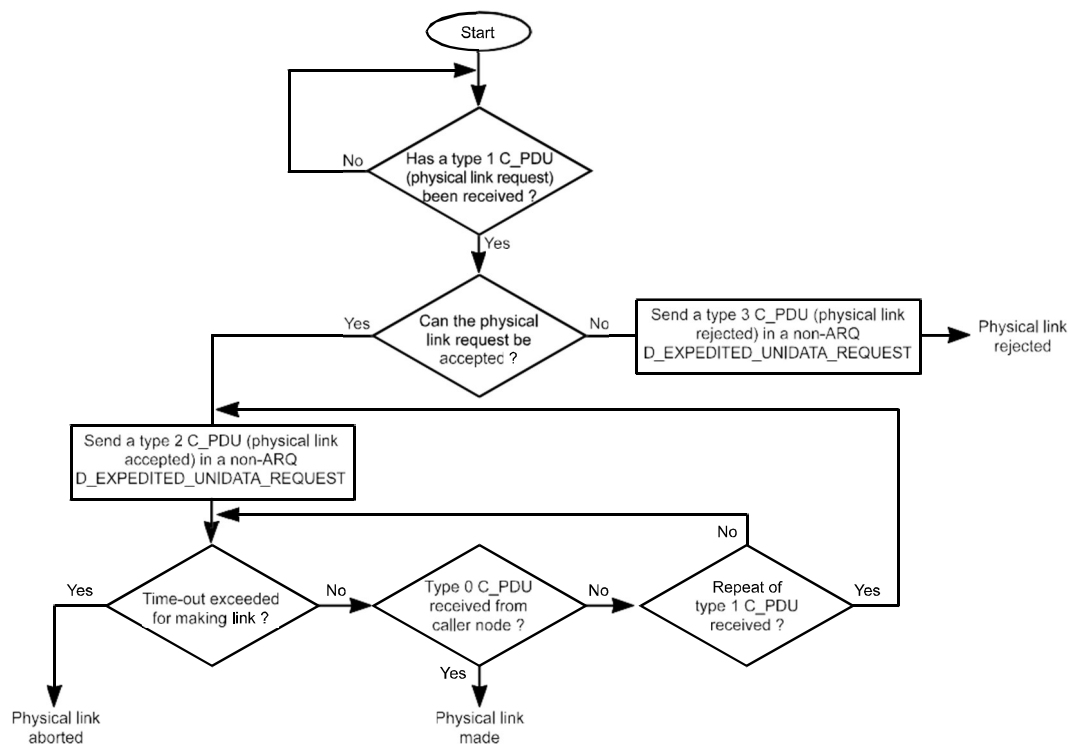 Start
No
Has a type 1 C_PDU
(physical link request)
been received ?
Yes
Yes
Can the physical
link request be
accepted ?
No
Send a type 3 C_PDU (physical link
rejected) in a non-ARQ
D_EXPEDITED_UNIDATA_REQUEST
Physical link
rejected
Send a type 2 C_PDU (physical link
accepted) in a non-ARQ
D_EXPEDITED_UNIDATA_REQUEST
No
Yes
Time-out exceeded
for making link ?
No
Type 0 C_PDU
received from
caller node ?
No
Repeat of
type 1 C_PDU
received ?
Yes
Yes
Physical link
aborted
Physical link
made